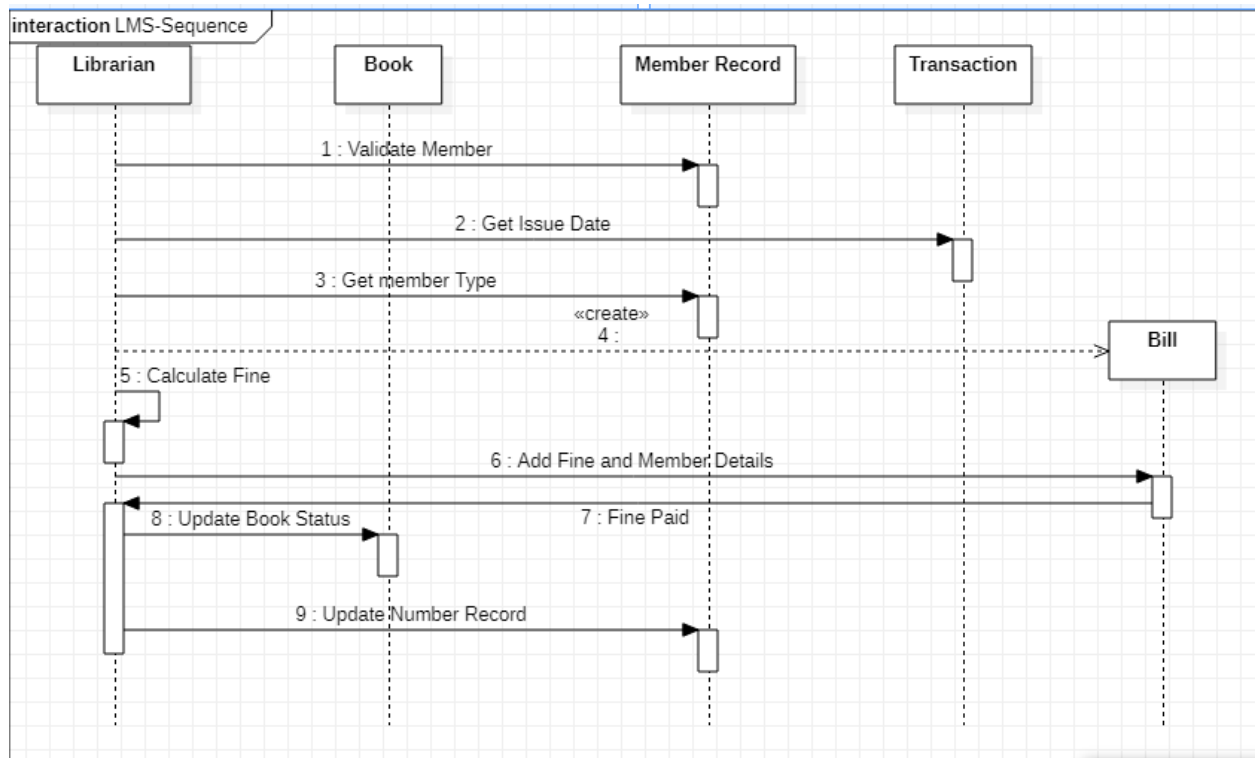 interaction LMS-Sequence
Librarian
Book
Member Record
Transaction
1 : Validate Member
2 : Get Issue Date
3 : Get member Type
«create»
4 :
Bill
5 : Calculate Fine
6 : Add Fine and Member Details
7 : Fine Paid
8 : Update Book Status
9 : Update Number Record